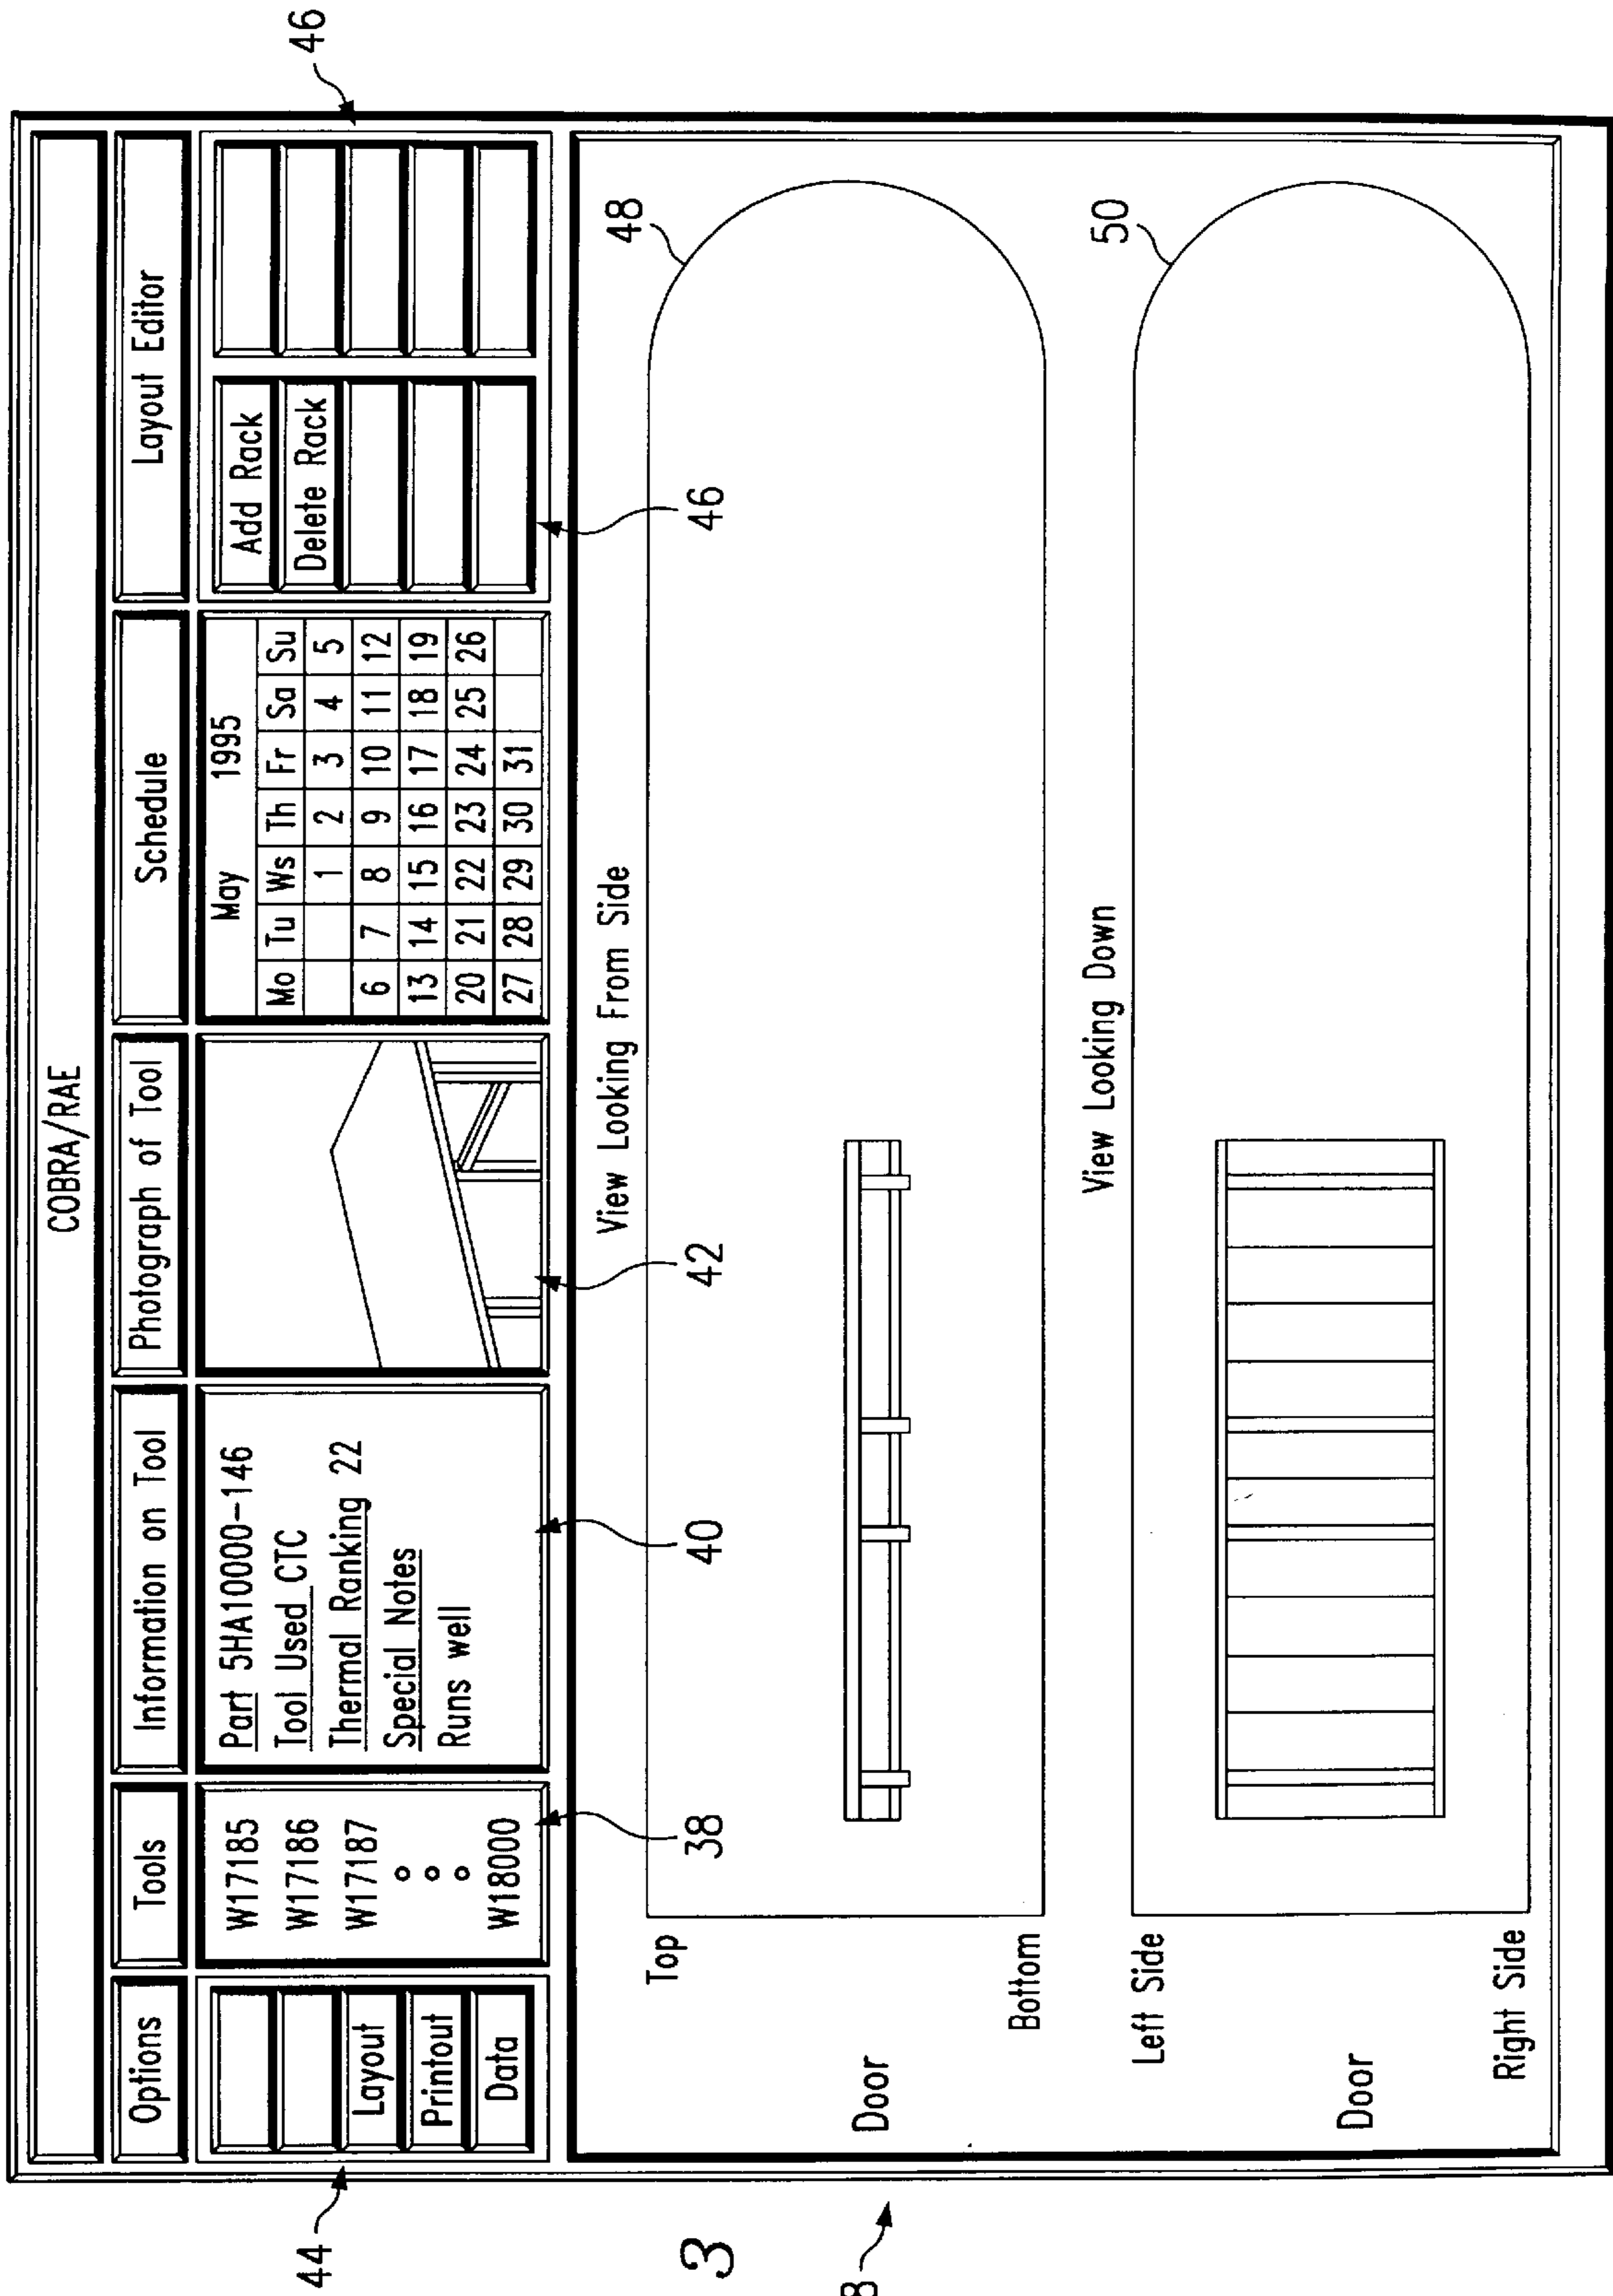 COBRA/RAE
Options Tools Information on Tool Photograph of Tool Schedule Layout Editor
Layout
Printout
Data
W17185
W17186
W17187
W18000
Part 5HA10000-146
Tool Used CTC
Thermal Ranking 22
Special Notes
Runs well
May 1995
Mo Tu Ws Th Fr Sa Su
1 2 3 4 5
6 7 8 9 10 11 12
13 14 15 16 17 18 19
20 21 22 23 24 25 26
27 28 29 30 31
Add Rack
Delete Rack
44
46
38
40
42
46
View Looking From Side
48
Top
Door
Bottom
View Looking Down
50
Left Side
Door
Right Side
3
8